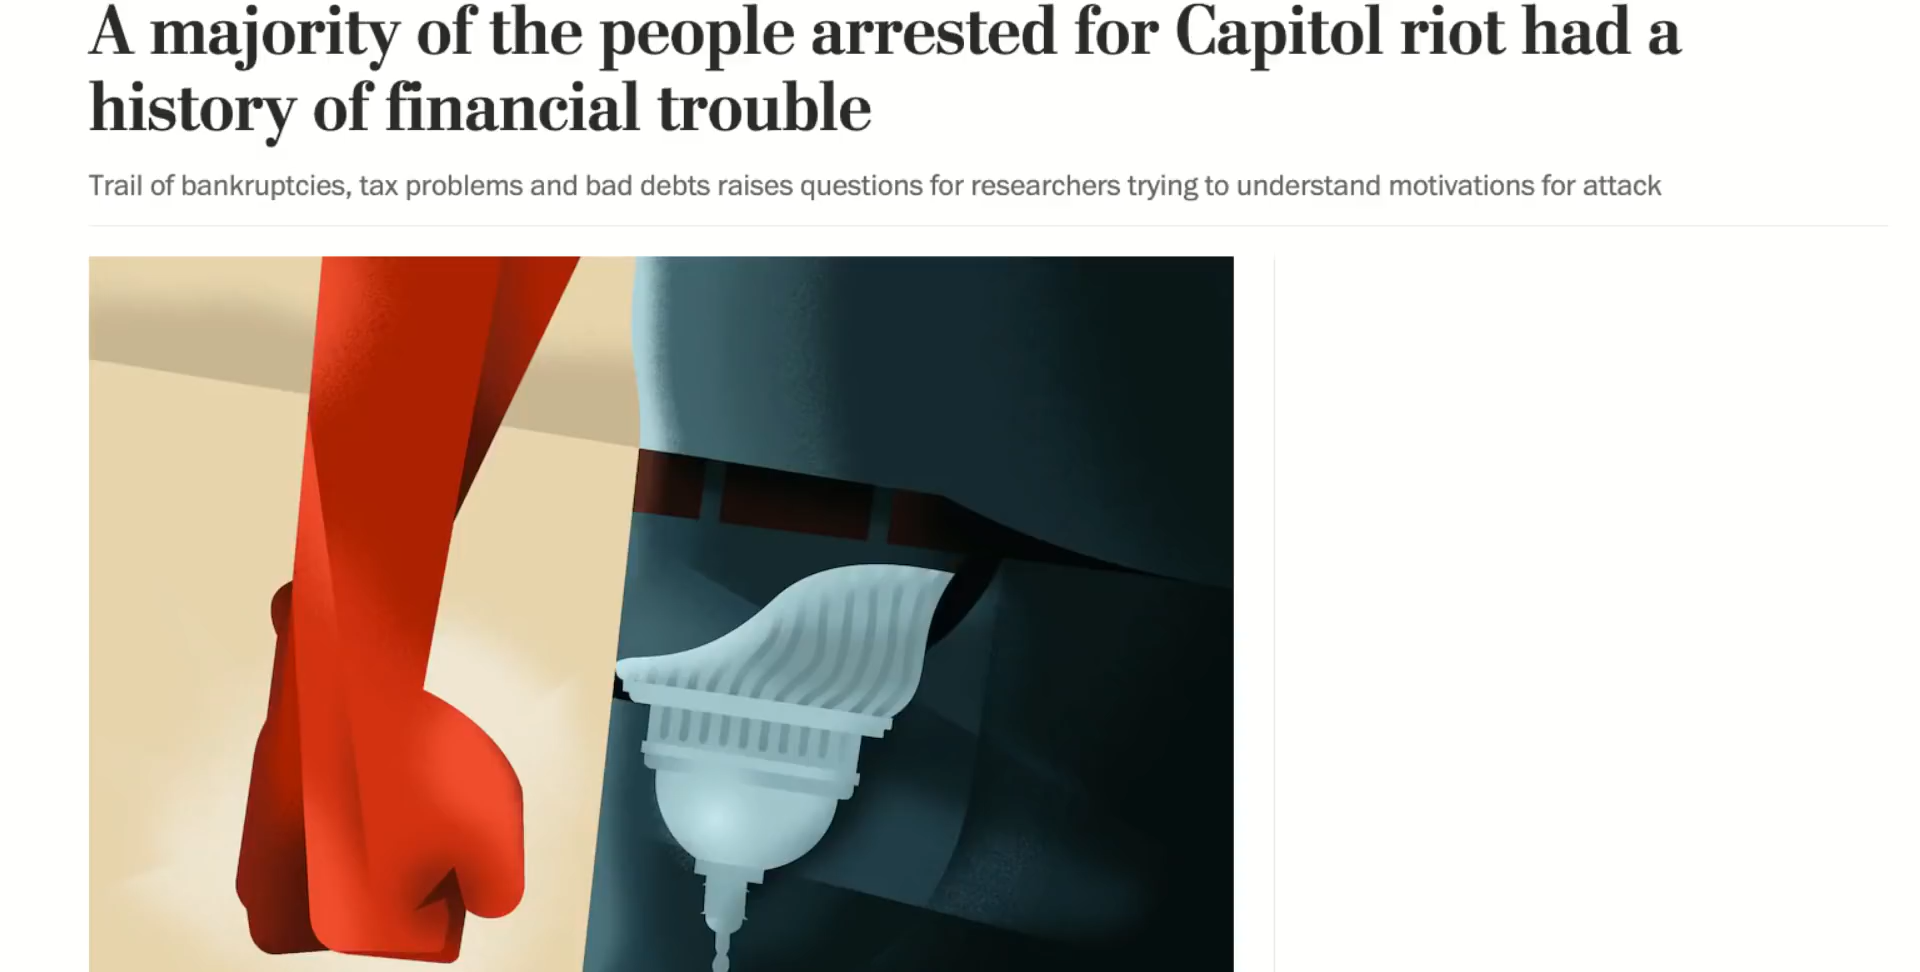 A majority of the people arrested for Capitol riot had a
history of financial trouble
Trail of bankruptcies, tax problems and bad debts raises questions for researchers trying to understand motivations for attack